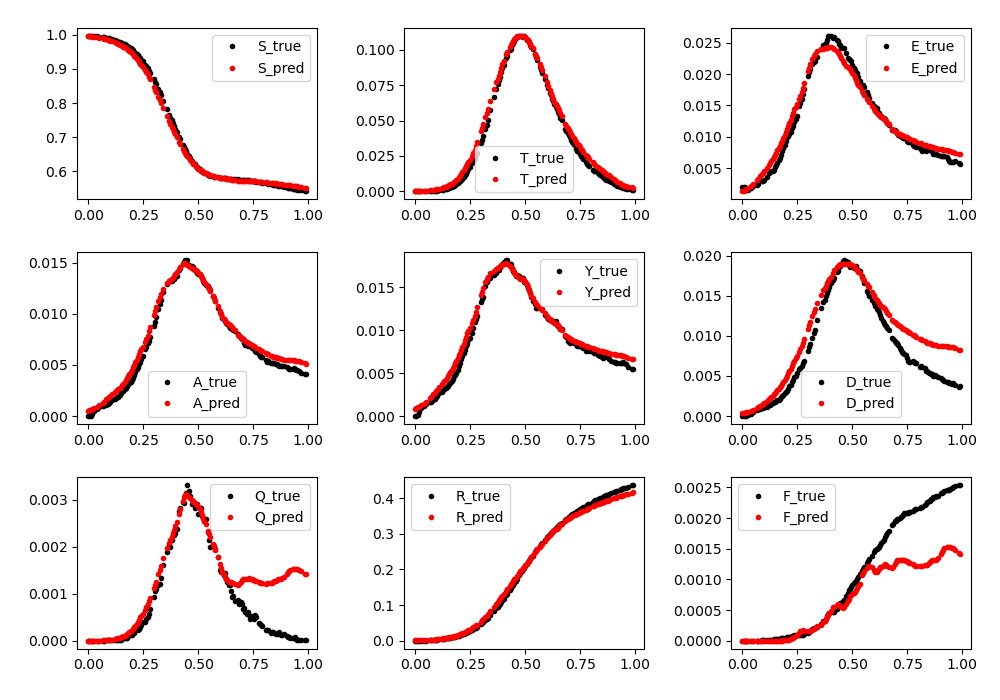 1.0
0.9
0.8
0.7
0.6
S_true
S_pred
0.00 0.25 0.50 0.75 1.00
0.100
0.075
0.050
0.025
0.000
T_true
T_pred
0.00 0.25 0.50 0.75 1.00
0.025
0.020
0.015
0.010
0.005
E_true
E_pred
0.00 0.25 0.50 0.75 1.00
0.015
0.010
0.005
0.000
A_true
A_pred
0.00 0.25 0.50 0.75 1.00
0.015
0.010
0.005
0.000
Y_true
Y_pred
0.00 0.25 0.50 0.75 1.00
0.020
0.015
0.010
0.005
0.000
D_true
D_pred
0.00 0.25 0.50 0.75 1.00
0.003
0.002
0.001
0.000
Q_true
Q_pred
0.00 0.25 0.50 0.75 1.00
0.4
0.3
0.2
0.1
0.0
R_true
R_pred
0.00 0.25 0.50 0.75 1.00
0.0025
0.0020
0.0015
0.0010
0.0005
0.0000
F_true
F_pred
0.00 0.25 0.50 0.75 1.00